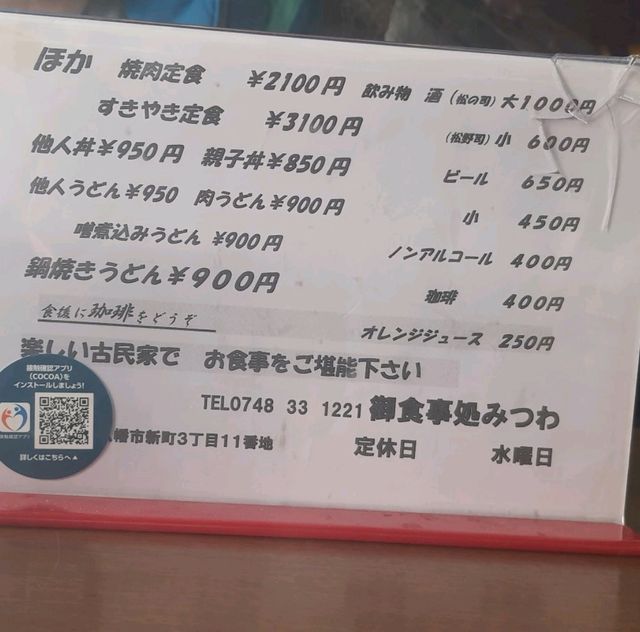 ほか 焼肉定食 ¥2100円
すきやき定食 ¥3100円
他人丼¥950円 親子丼¥850円
他人うどん¥950 肉うどん¥900円
噌煮込みうどん ¥900円
鍋焼きうどん¥900円
食後に珈琲をどうぞ
飲み物 酒(松の司)大1000円
(松野司)小 600円
ビール 650円
小 450円
ノンアルコール 400円
珈琲 400円
オレンジジュース 250円
楽しい古民家で お食事をご堪能下さい
TEL0748 33 1221 御食事処みつわ
幡市新町3丁目11番地 定休日 水曜日
接触確認アプリ
(COCOA)を
インストールしましょう!
接触確認アプリ
詳しくはこちらへ▲